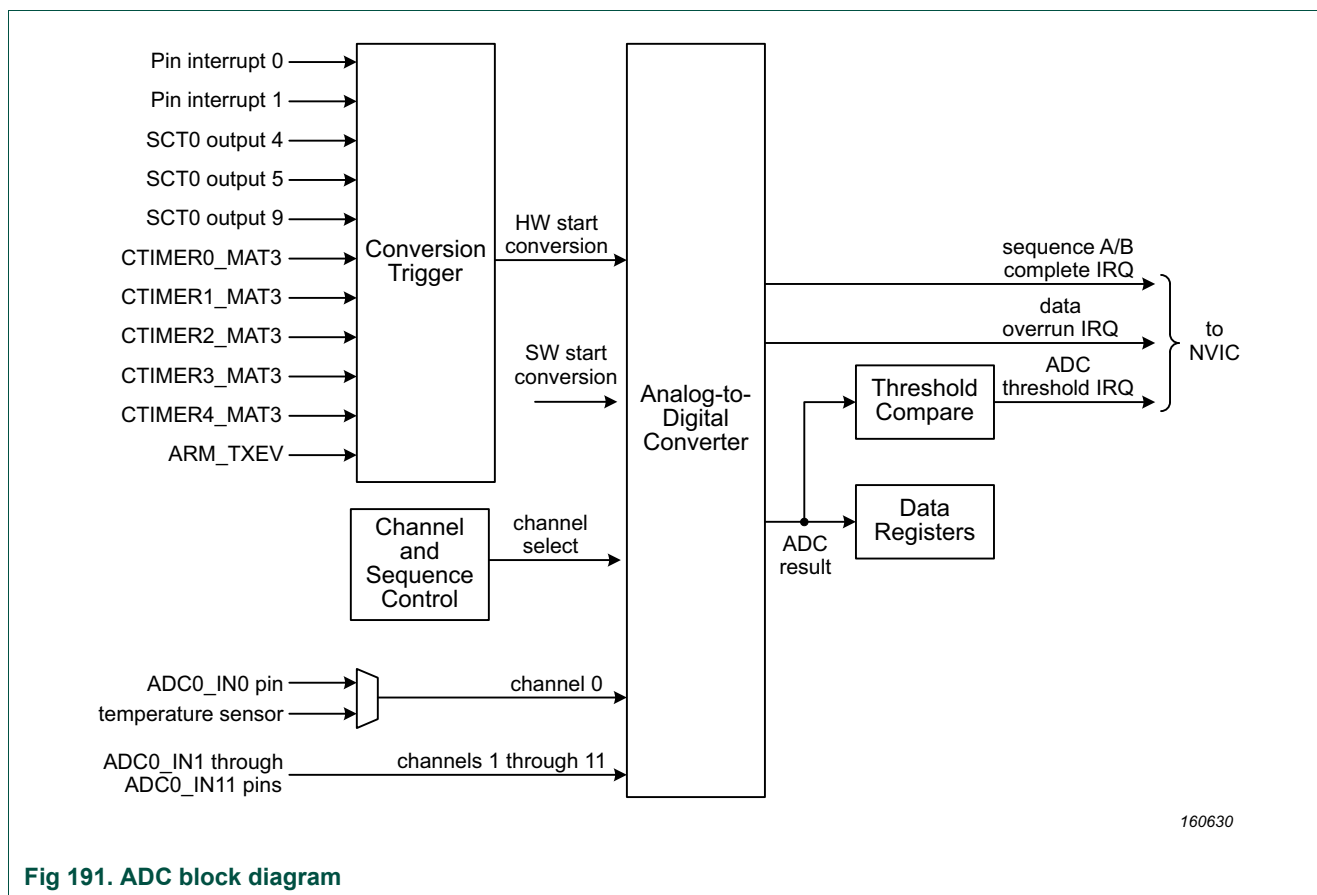 Pin interrupt 0
Pin interrupt 1
SCT0 output 4
SCT0 output 5
SCT0 output 9
CTIMER0_MAT3
CTIMER1_MAT3
CTIMER2_MAT3
CTIMER3_MAT3
CTIMER4_MAT3
ARM_TXEV
Conversion
Trigger
HW start
conversion
SW start
conversion
Channel
and
Sequence
Control
channel
select
ADC0_IN0 pin
temperature sensor
channel 0
ADC0_IN1 through
ADC0_IN11 pins
channels 1 through 11
Analog-to-
Digital
Converter
sequence A/B
complete IRQ
data
overrun IRQ
ADC
threshold IRQ
to
NVIC
Threshold
Compare
Data
Registers
ADC
result
160630
Fig 191. ADC block diagram